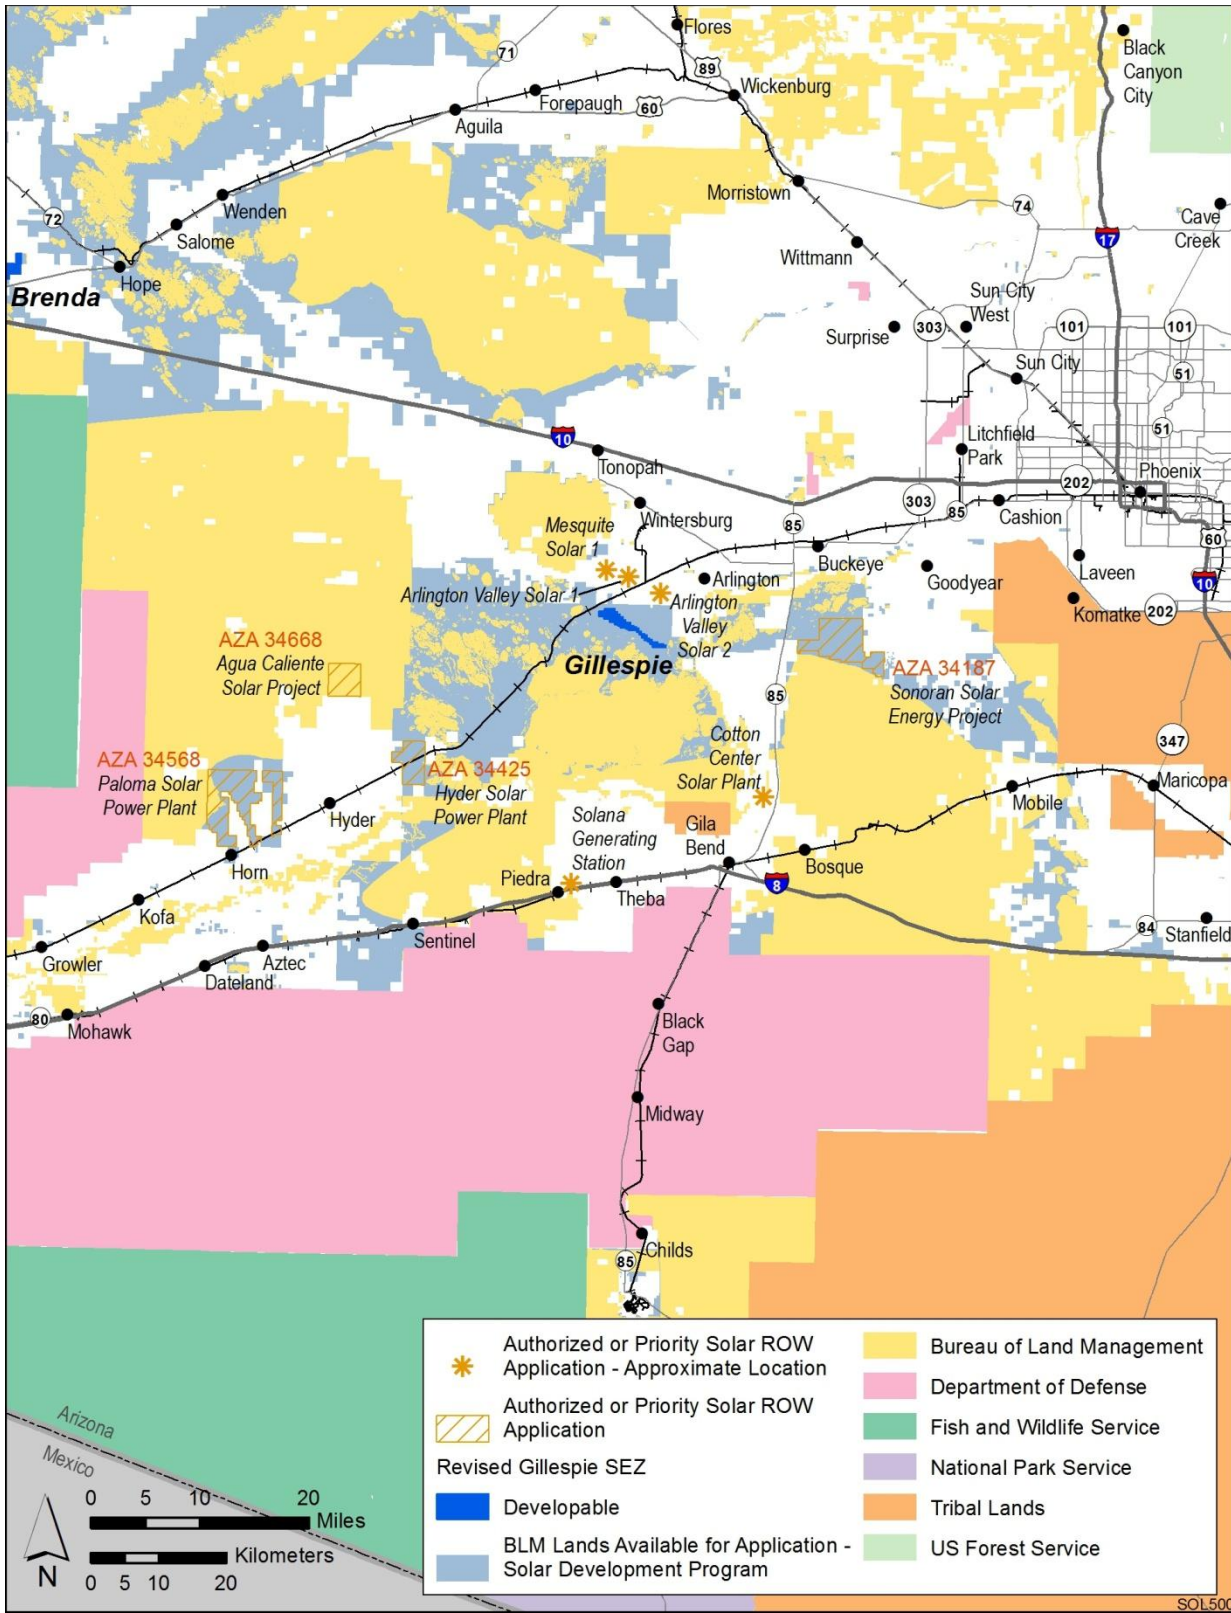 Flores
Black
Canyon
City
71
89
Wickenburg
Forepaugh
60
Aguila
Morristown
74
Cave
Creek
Wenden
72
Salome
17
Wittmann
Hope
Brenda
Sun City
West
303
101
101
Surprise
Sun City
51
51
10
Litchfield
Park
Tonopah
Phoenix
202
303
85
Cashion
Wintersburg
85
60
Mesquite
Solar 1
Buckeye
Goodyear
Laveen
10
Arlington
Arlington Valley Solar 1
Arlington
Valley
Solar 2
Komatke
202
Gillespie
AZA 34668
Agua Caliente
Solar Project
AZA 34187
Sonoran Solar
Energy Project
85
Cotton
Center
Solar Plant
347
AZA 34568
Paloma Solar
Power Plant
AZA 34425
Hyder Solar
Power Plant
Maricopa
Mobile
Hyder
Solana
Generating
Station
Gila
Bend
Bosque
Horn
Piedra
Theba
8
Kofa
Sentinel
84
Stanfield
Growler
Aztec
Dateland
80
Mohawk
Black
Gap
Midway
Childs
85
Arizona
Mexico
0 5 10 20
Miles
Kilometers
0 5 10 20
N
Authorized or Priority Solar ROW
Application - Approximate Location
Authorized or Priority Solar ROW
Application
Revised Gillespie SEZ
Developable
BLM Lands Available for Application -
Solar Development Program
Bureau of Land Management
Department of Defense
Fish and Wildlife Service
National Park Service
Tribal Lands
US Forest Service
SOL500